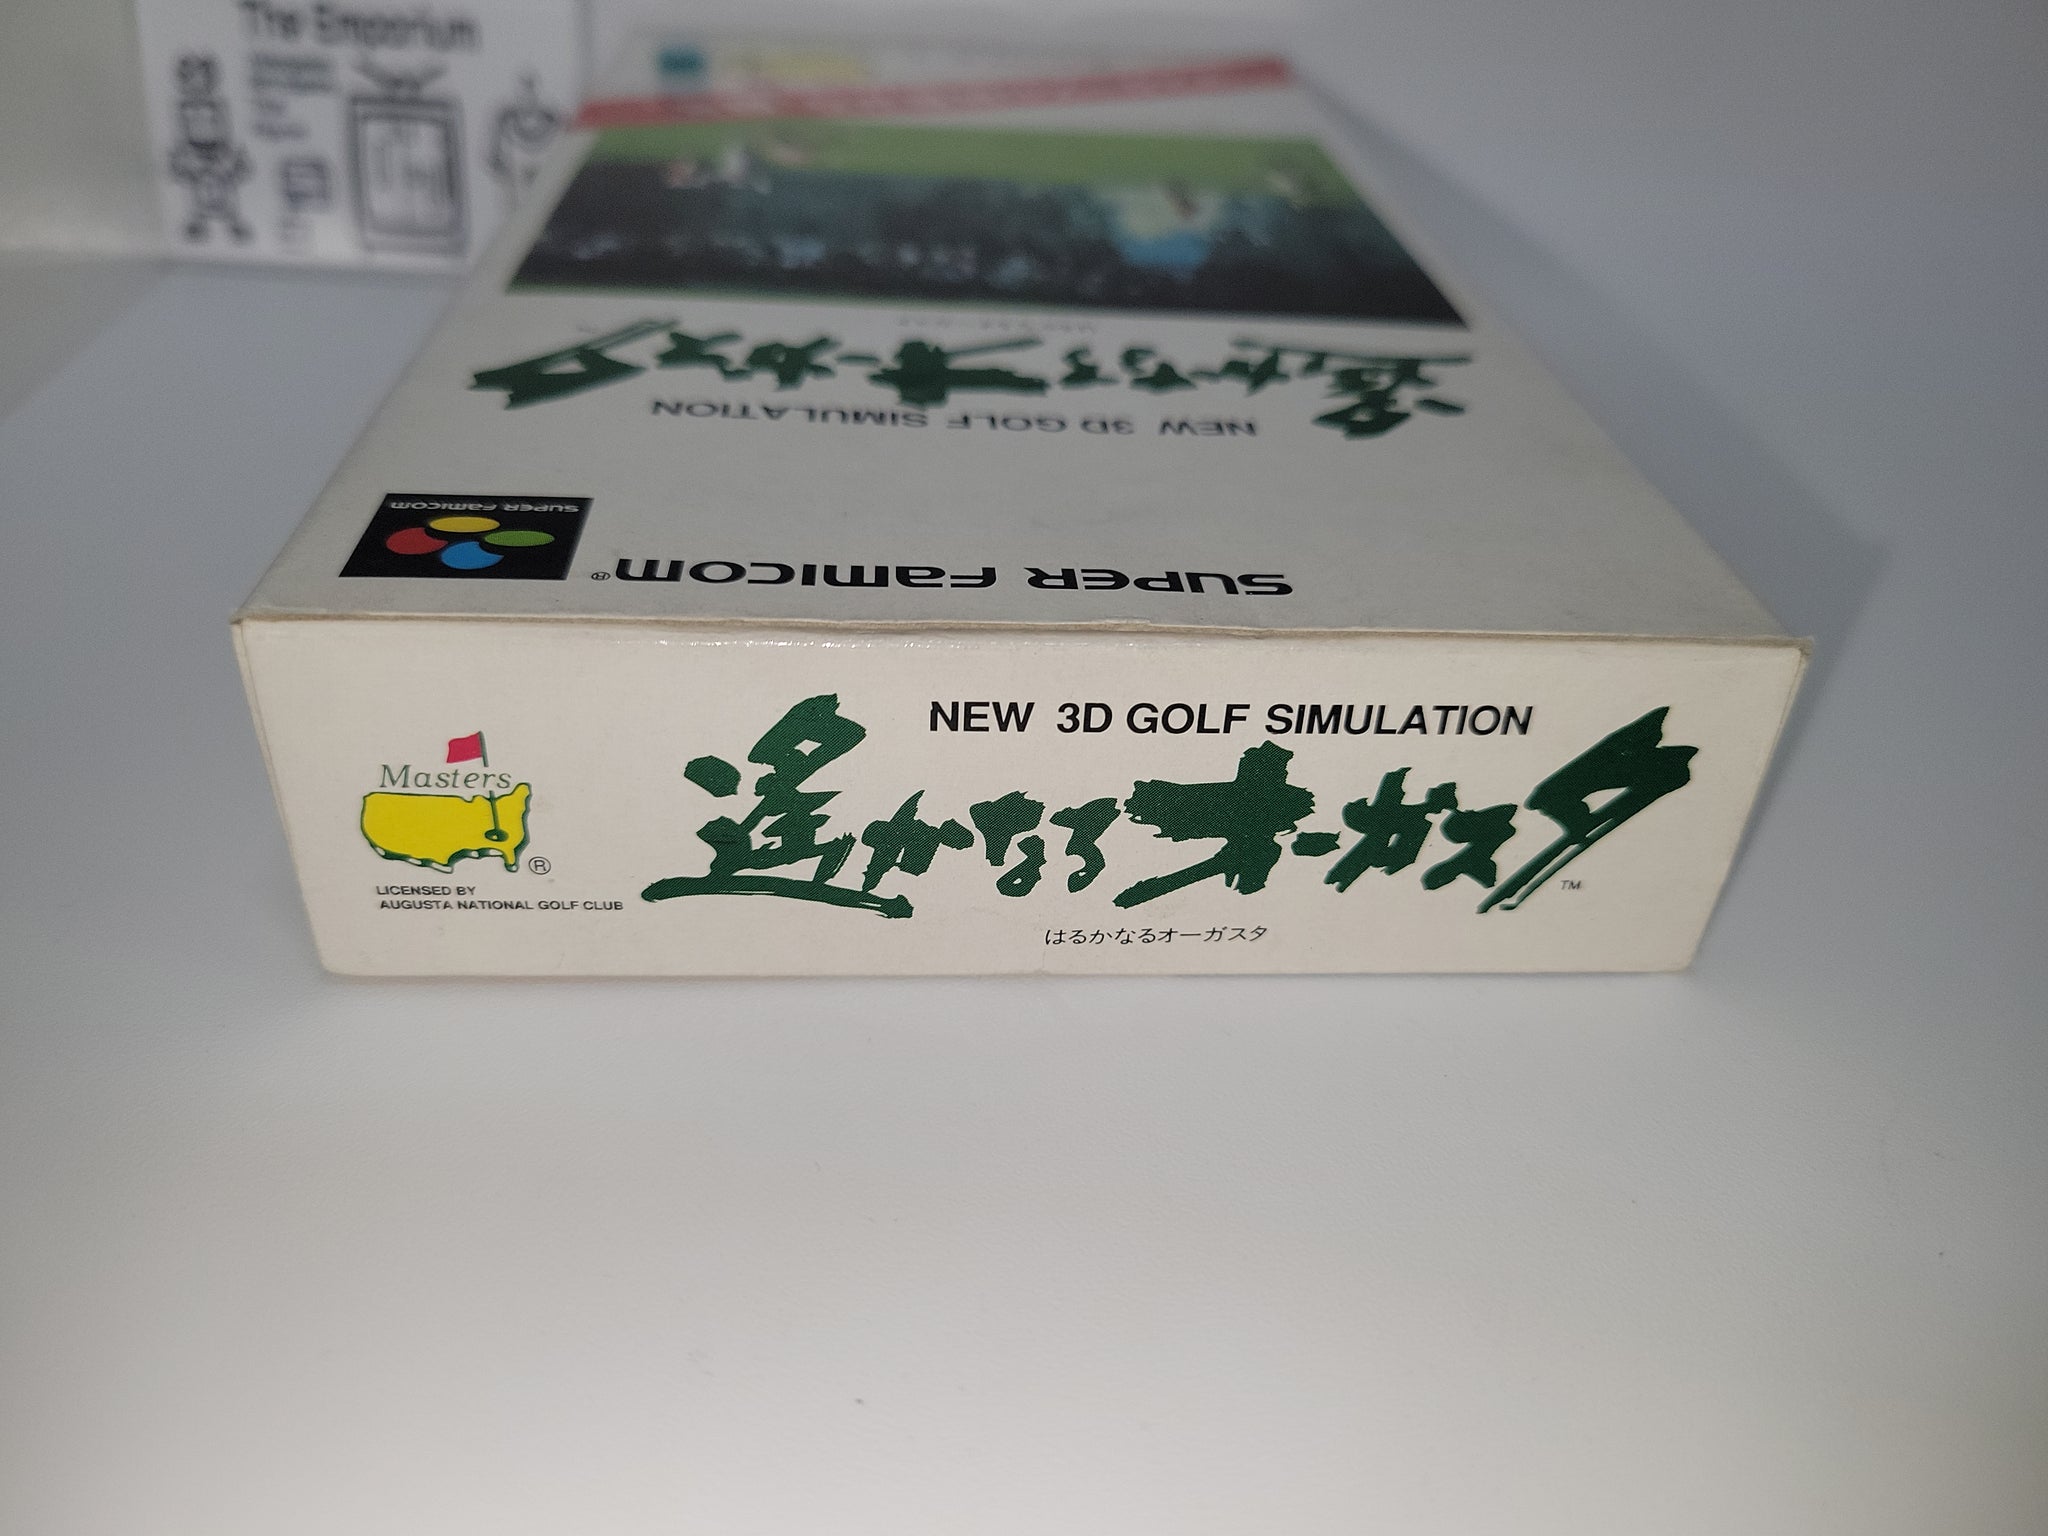 The Emporium
遥かなるオーガスタ
NEW 3D GOLF SIMULATION
SUPER FAMICOM
SUPER FAMICOM®
NEW 3D GOLF SIMULATION
Masters
®
LICENSED BY
AUGUSTA NATIONAL GOLF CLUB
遥かなるオーガスタ
TM
はるかなるオーガスタ